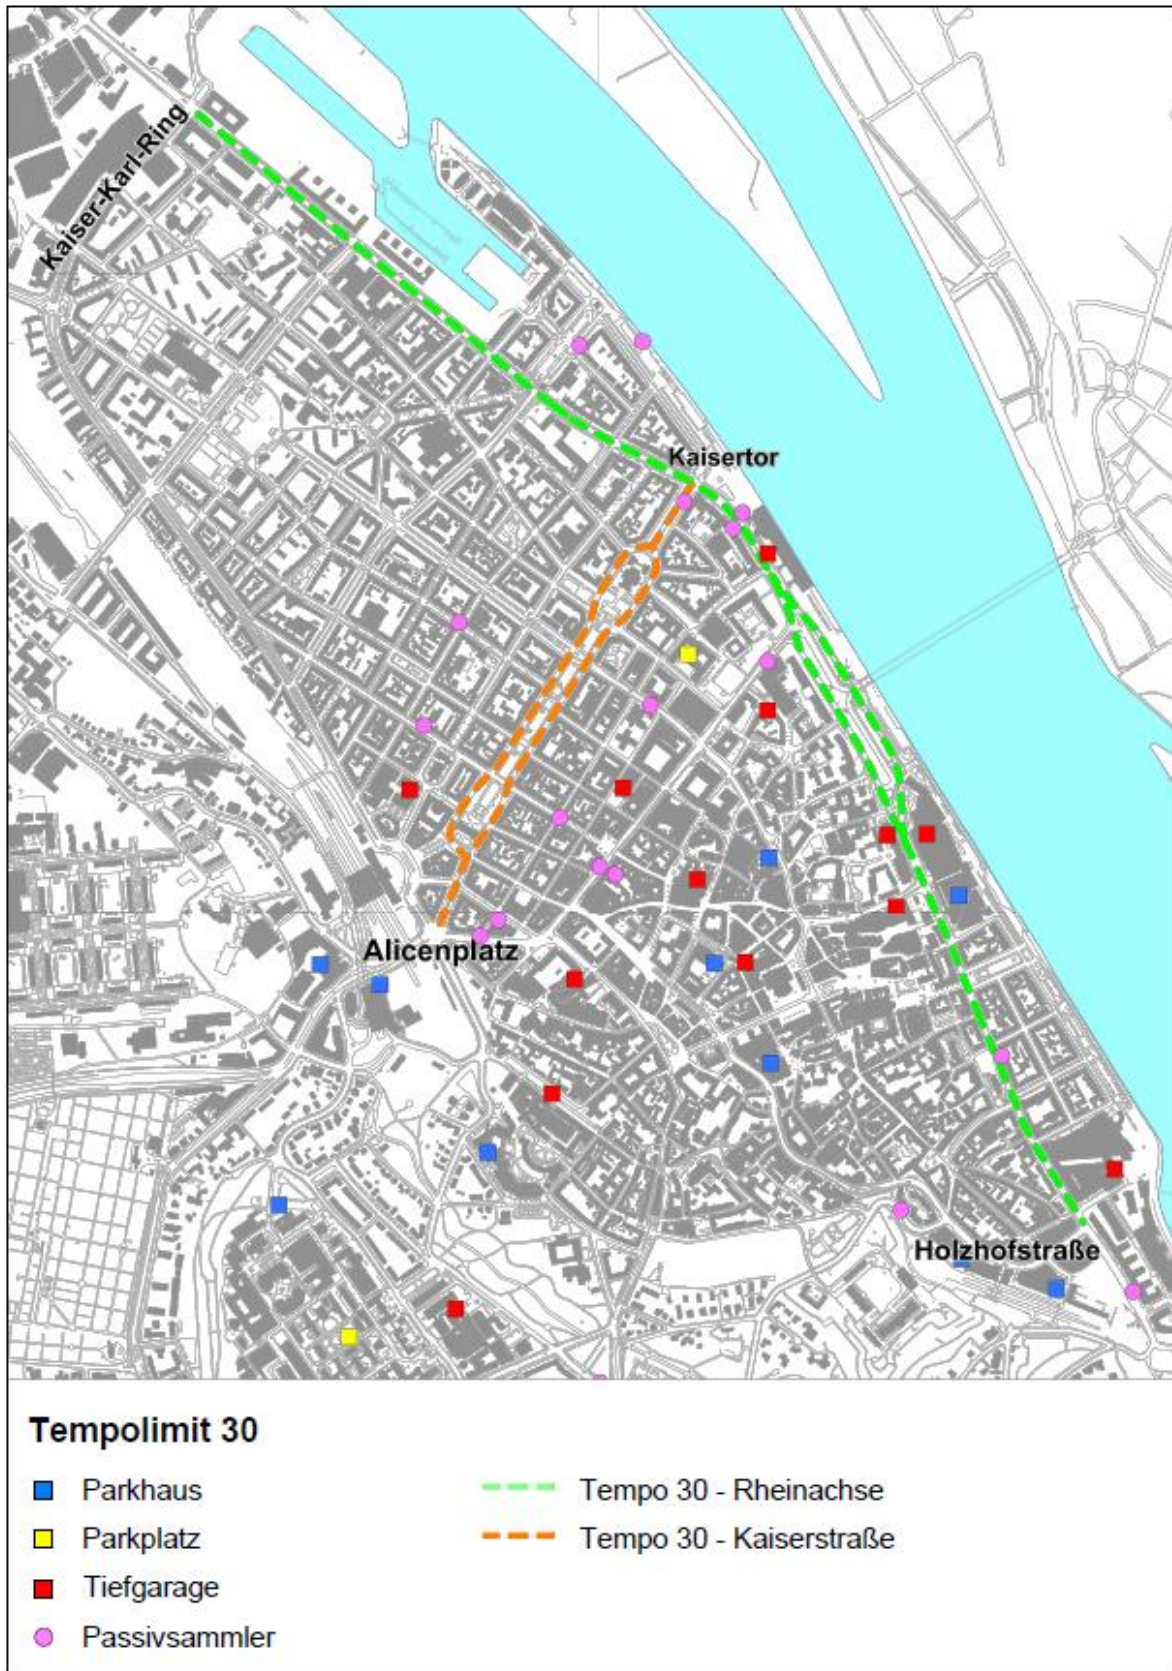 Kaiser-Karl-Ring
Kaisertor
Alicenplatz
Holzhofstraße
Tempolimit 30
Parkhaus
Parkplatz
Tiefgarage
Passivsammler
Tempo 30 - Rheinachse
Tempo 30 - Kaiserstraße